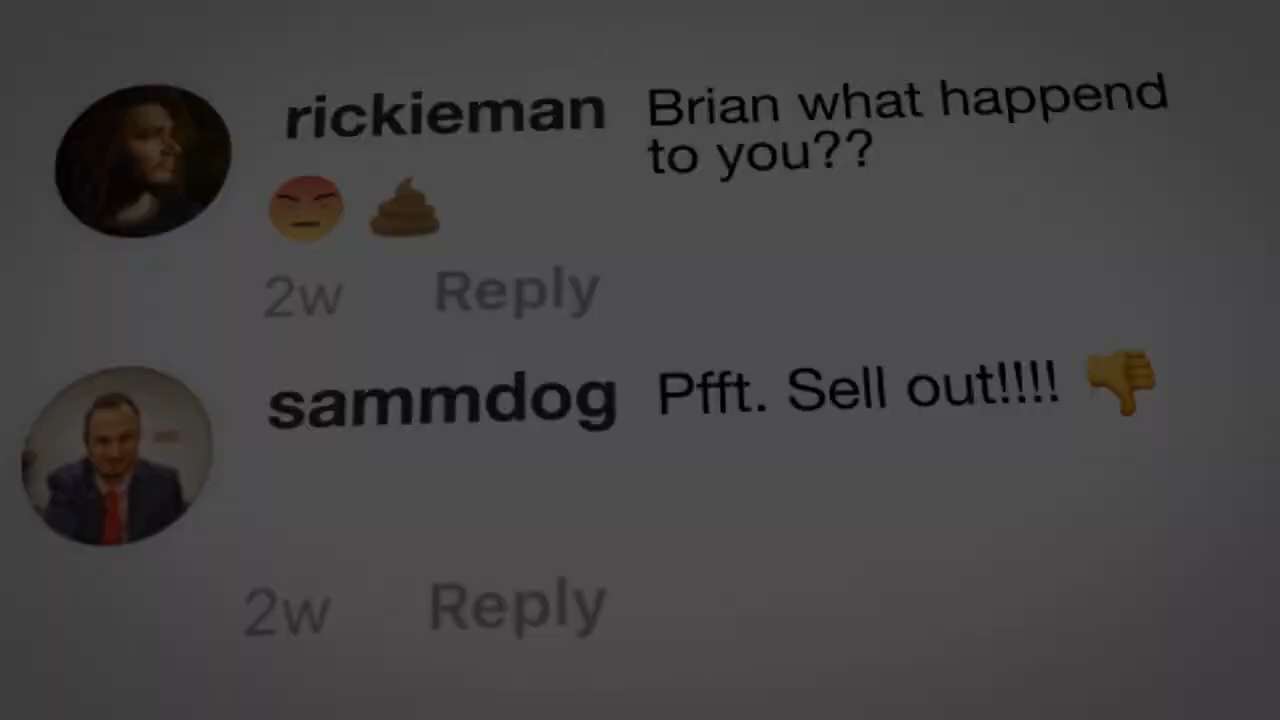 rickieman Brian what happend
to you??
😡 💩
2w Reply
sammdog Pfft. Sell out!!!! 👎
2w Reply